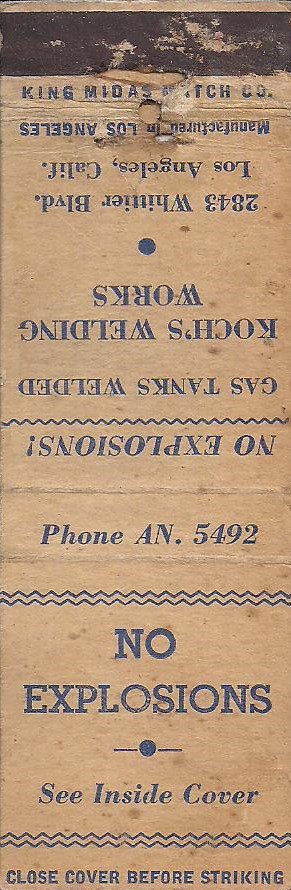 KING MIDAS MATCH CO.
Manufactured in LOS ANGELES
NO EXPLOSIONS!
GAS TANKS WELDED
KOCH'S WELDING
WORKS
2843 Whittier Blvd.
Los Angeles, Calif.
Phone AN. 5492
NO
EXPLOSIONS
See Inside Cover
CLOSE COVER BEFORE STRIKING